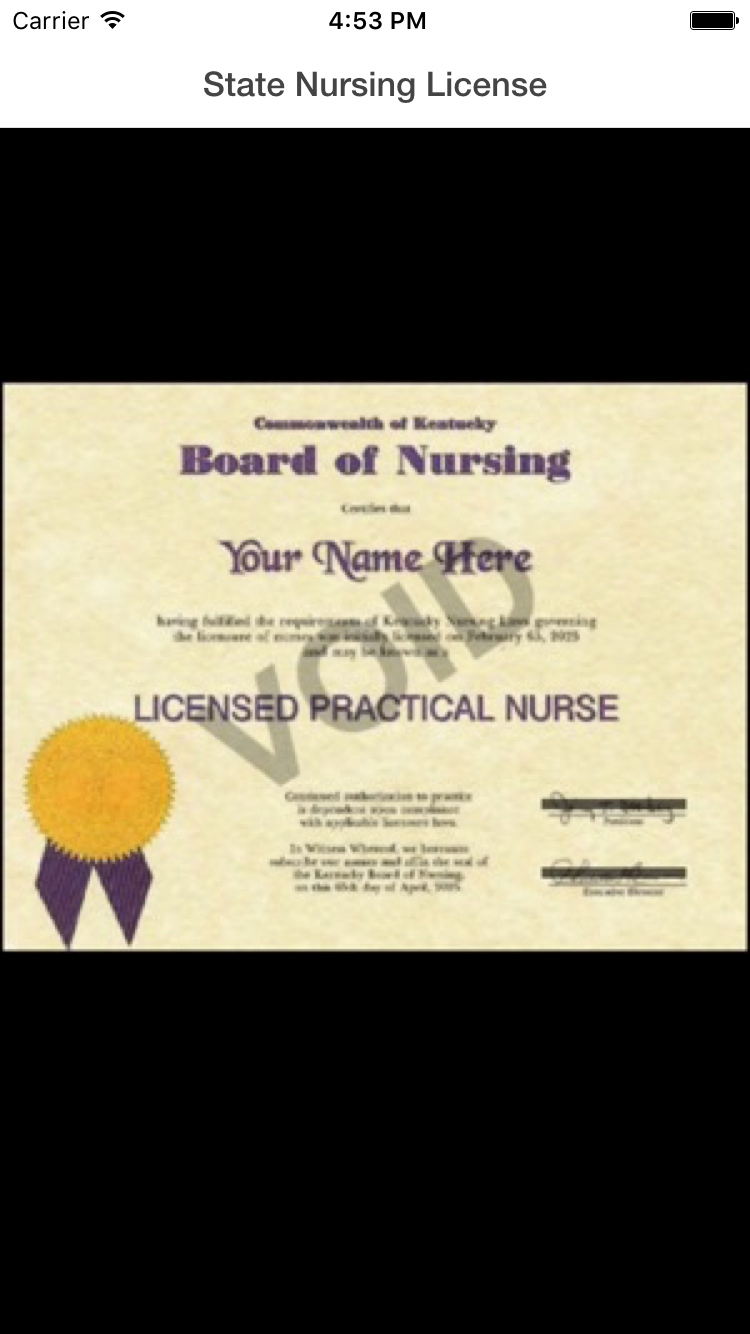 Carrier 4:53 PM
State Nursing License
Commonwealth of Kentucky
Board of Nursing
Certifies that
Your Name Here
having fulfilled the requirements of Kentucky Nursing laws governing
the licensure of nurses was initially licensed on February 65, 2025
and may be known as a
VOID
LICENSED PRACTICAL NURSE
Continued authorization to practice
is dependent upon compliance
with applicable licensure laws.
In Witness Whereof, we hereunto
subscribe our names and affix the seal of
the Kentucky Board of Nursing,
on this 65th day of April, 2025.
President
Executive Director